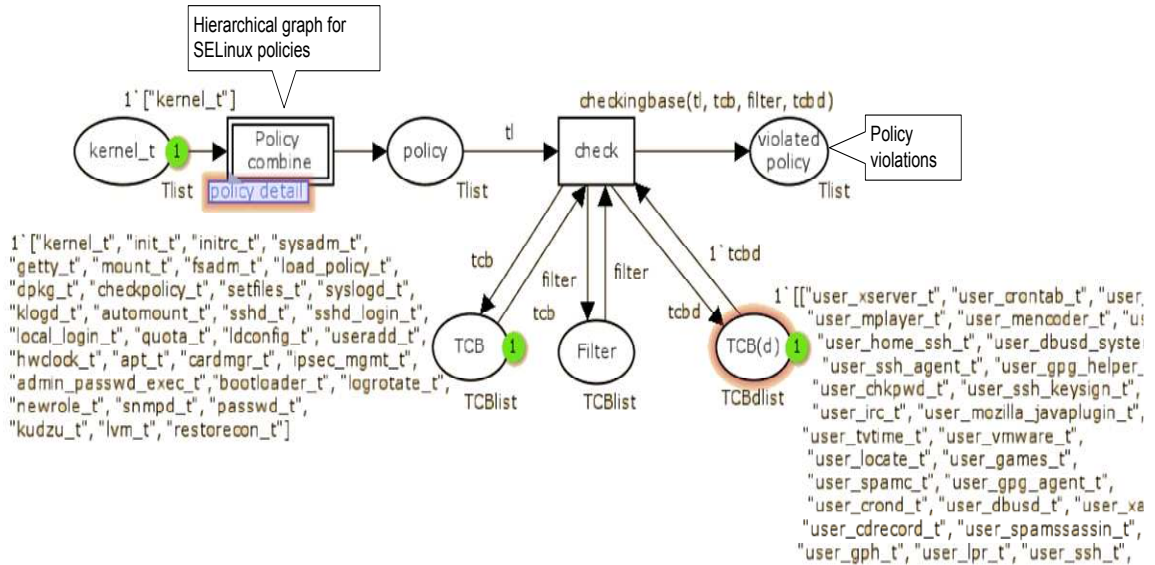 Hierarchical graph for
SELinux policies
1`["kernel_t"]
checkingbase(tl, tcb, filter, tcbd)
kernel_t
1
Policy
combine
policy
tl
check
violated
policy
Policy
violations
Tlist
policy detail
Tlist
Tlist
1`["kernel_t", "init_t", "initrc_t", "sysadm_t",
"getty_t", "mount_t", "fsadm_t", "load_policy_t",
"dpkg_t", "checkpolicy_t", "setfiles_t", "syslogd_t",
"klogd_t", "automount_t", "sshd_t", "sshd_login_t",
"local_login_t", "quota_t", "ldconfig_t", "useradd_t",
"hwclock_t", "apt_t", "cardmgr_t", "ipsec_mgmt_t",
"admin_passwd_exec_t","bootloader_t", "logrotate_t",
"newrole_t", "snmpd_t", "passwd_t",
"kudzu_t", "lvm_t", "restorecon_t"]
tcb
tcb
filter
filter
1`tcbd
tcbd
TCB
1
TCBlist
Filter
TCBlist
TCB(d)
1
TCBdlist
1`[["user_xserver_t", "user_crontab_t", "user_
"user_mplayer_t", "user_mencoder_t", "us
"user_home_ssh_t", "user_dbusd_syster
"user_ssh_agent_t", "user_gpg_helper_
"user_chkpwd_t", "user_ssh_keysign_t",
"user_irc_t", "user_mozilla_javaplugin_t",
"user_tvtime_t", "user_vmware_t",
"user_locate_t", "user_games_t",
"user_spamc_t", "user_gpg_agent_t",
"user_crond_t", "user_dbusd_t", "user_xa
"user_cdrecord_t", "user_spamssassin_t",
"user_gph_t", "user_lpr_t", "user_ssh_t",